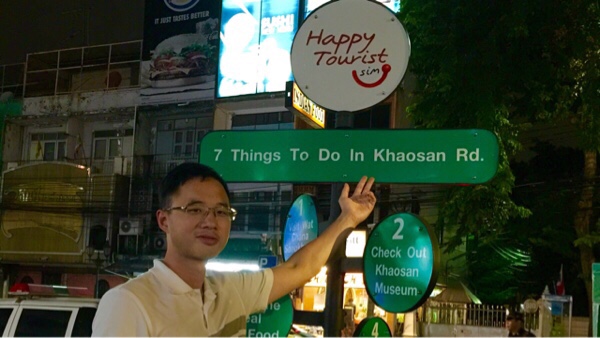 IT JUST TASTES BETTER
SUSHI
Happy
Tourist
sim
7 Things To Do In Khaosan Rd.
2
Check Out
Khaosan
Museum
Food
4